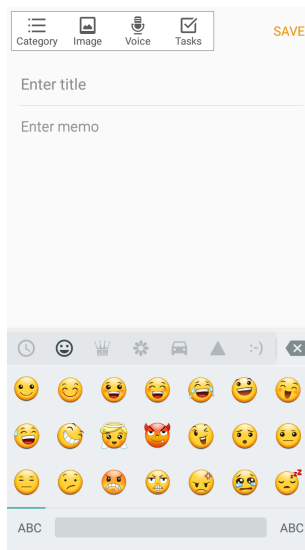 Category Image Voice Tasks SAVE
Enter title
Enter memo
:-)
ABC ABC